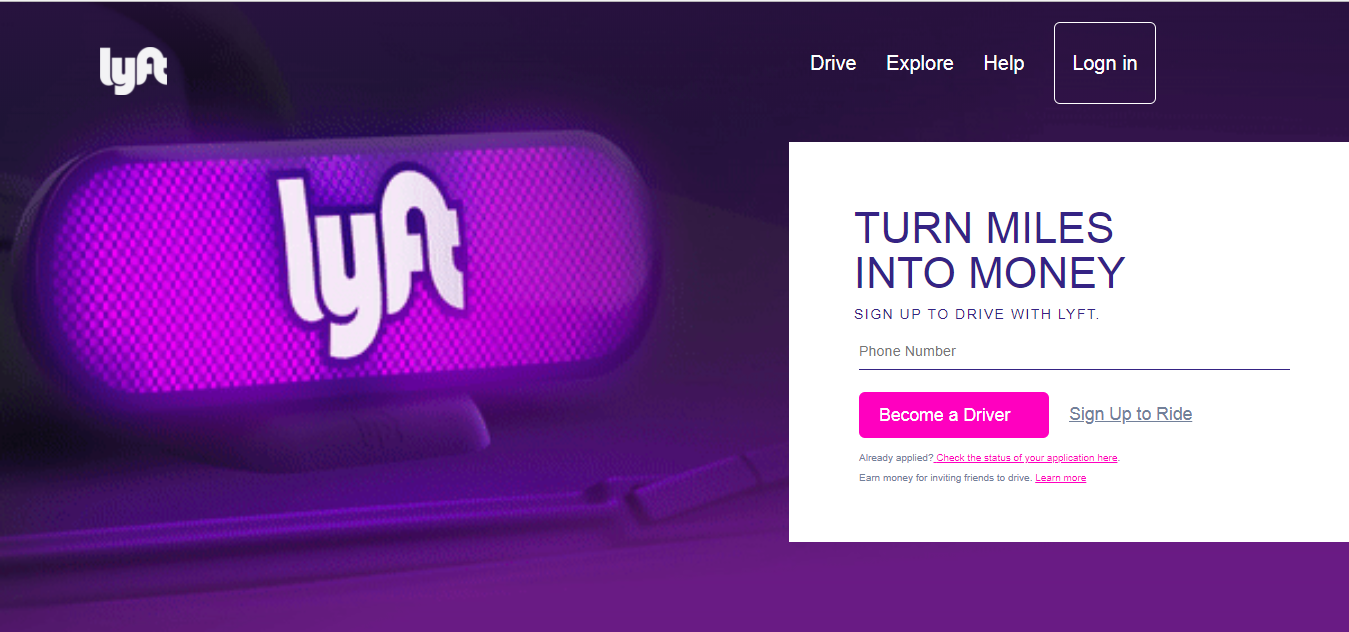 lyft
Drive Explore Help Logn in
lyft
TURN MILES
INTO MONEY
SIGN UP TO DRIVE WITH LYFT.
Phone Number
Become a Driver Sign Up to Ride
Already applied? Check the status of your application here.
Earn money for inviting friends to drive. Learn more